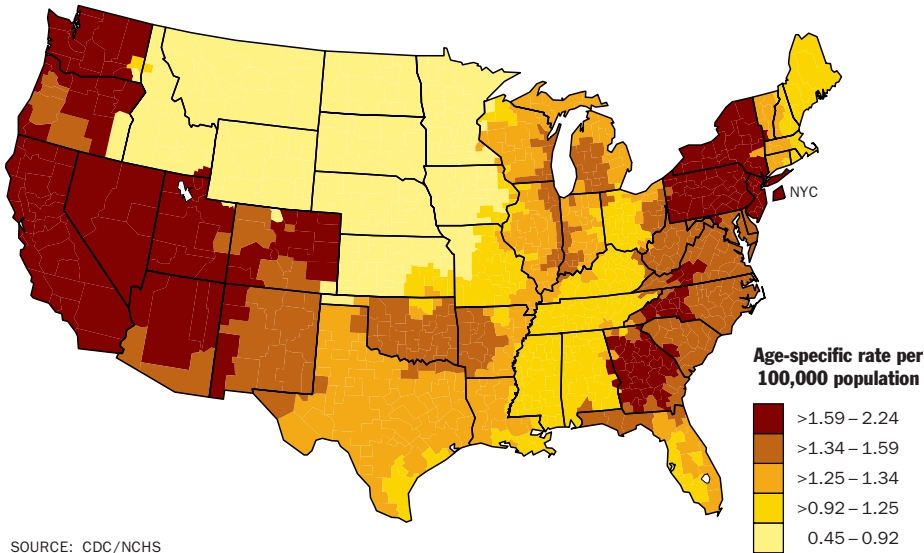 NYC
Age-specific rate per
100,000 population
>1.59 – 2.24
>1.34 – 1.59
>1.25 – 1.34
>0.92 – 1.25
0.45 – 0.92
SOURCE: CDC/NCHS